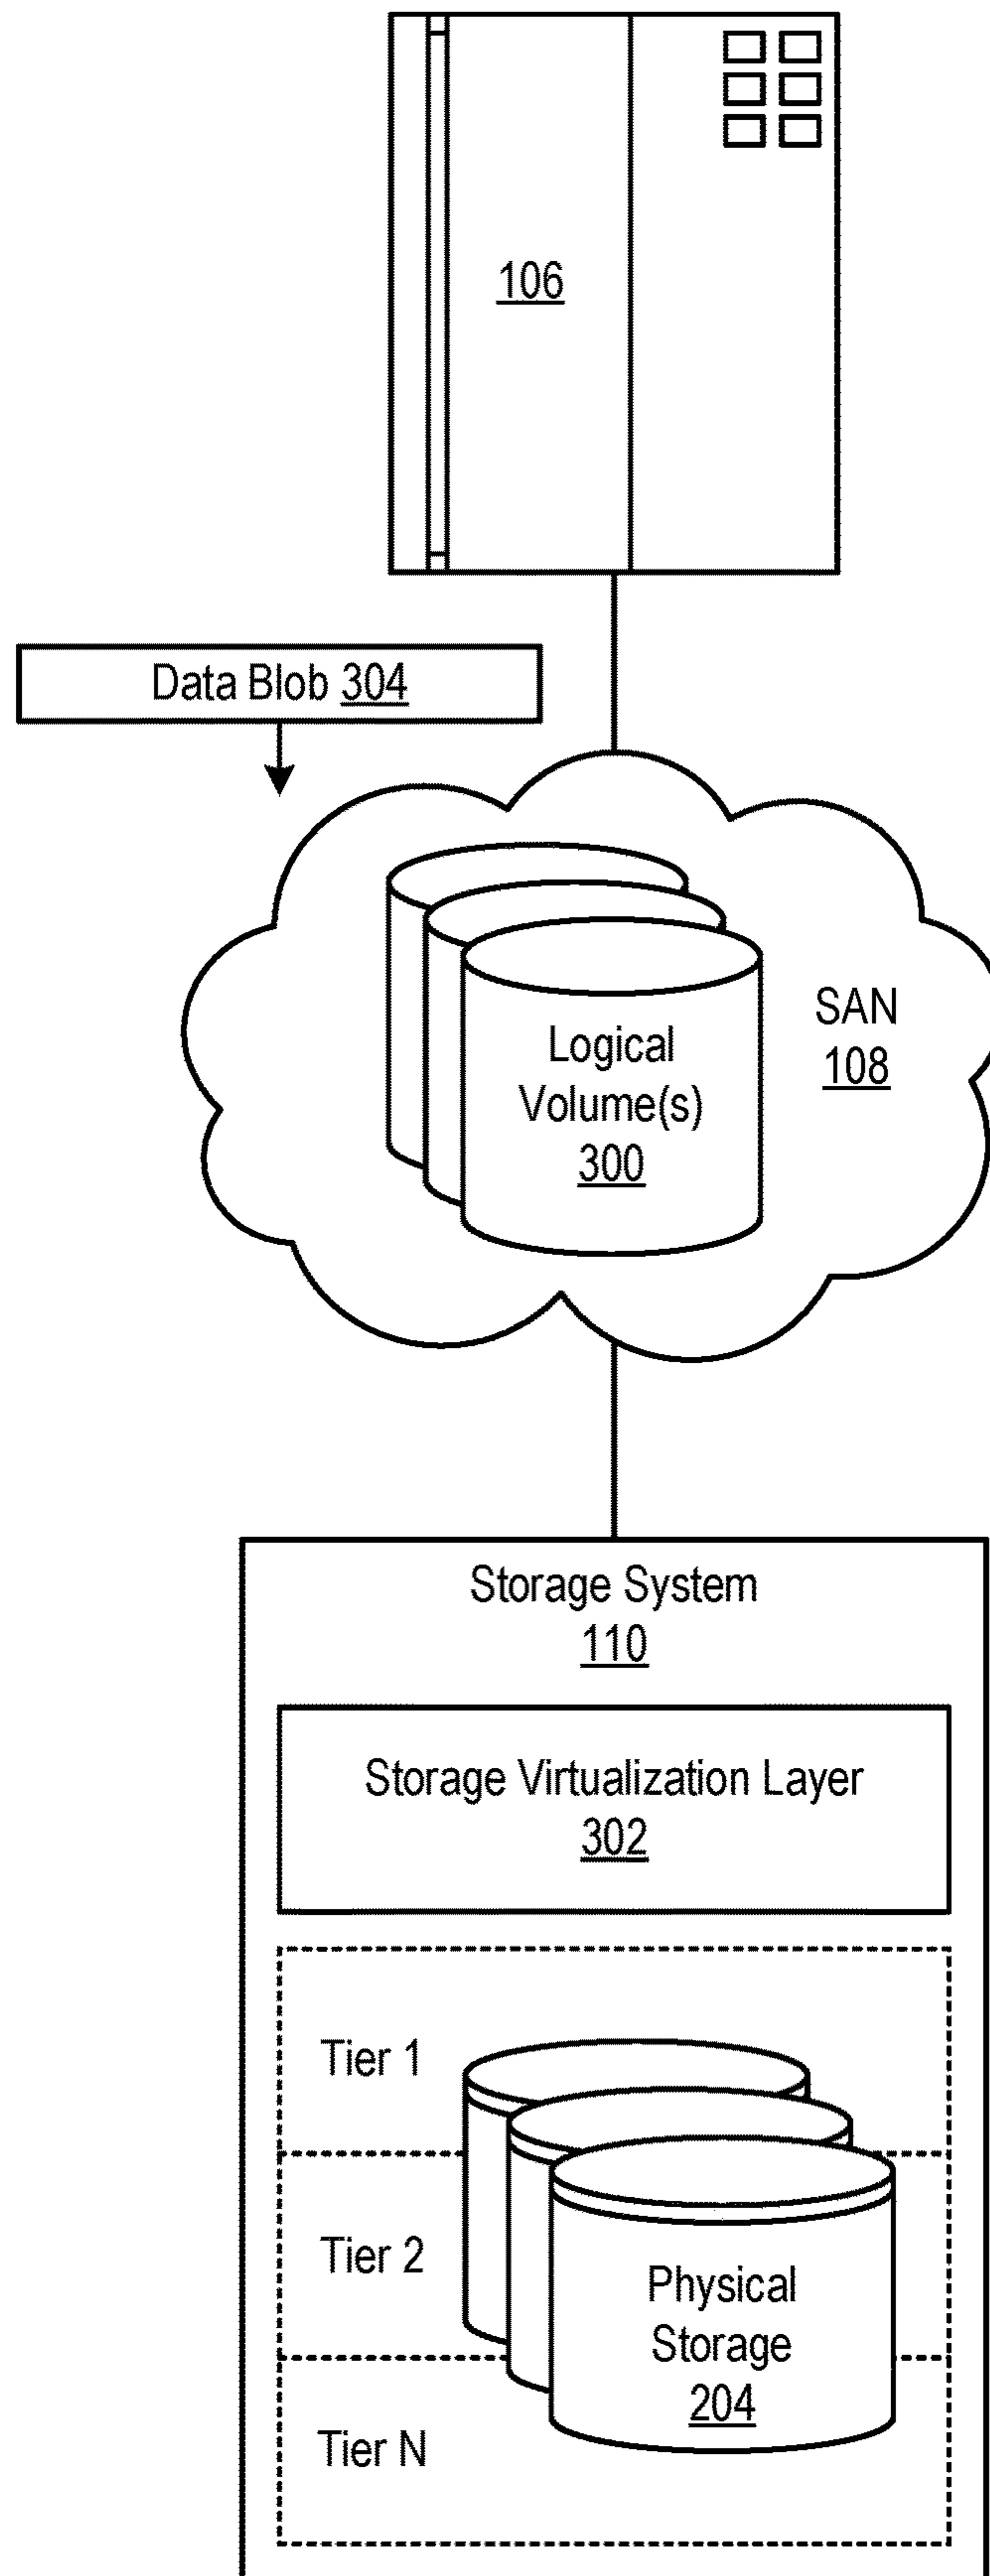 106
Data Blob 304
SAN
108
Logical
Volume(s)
300
Storage System
110
Storage Virtualization Layer
302
Tier 1
Tier 2
Physical
Storage
204
Tier N